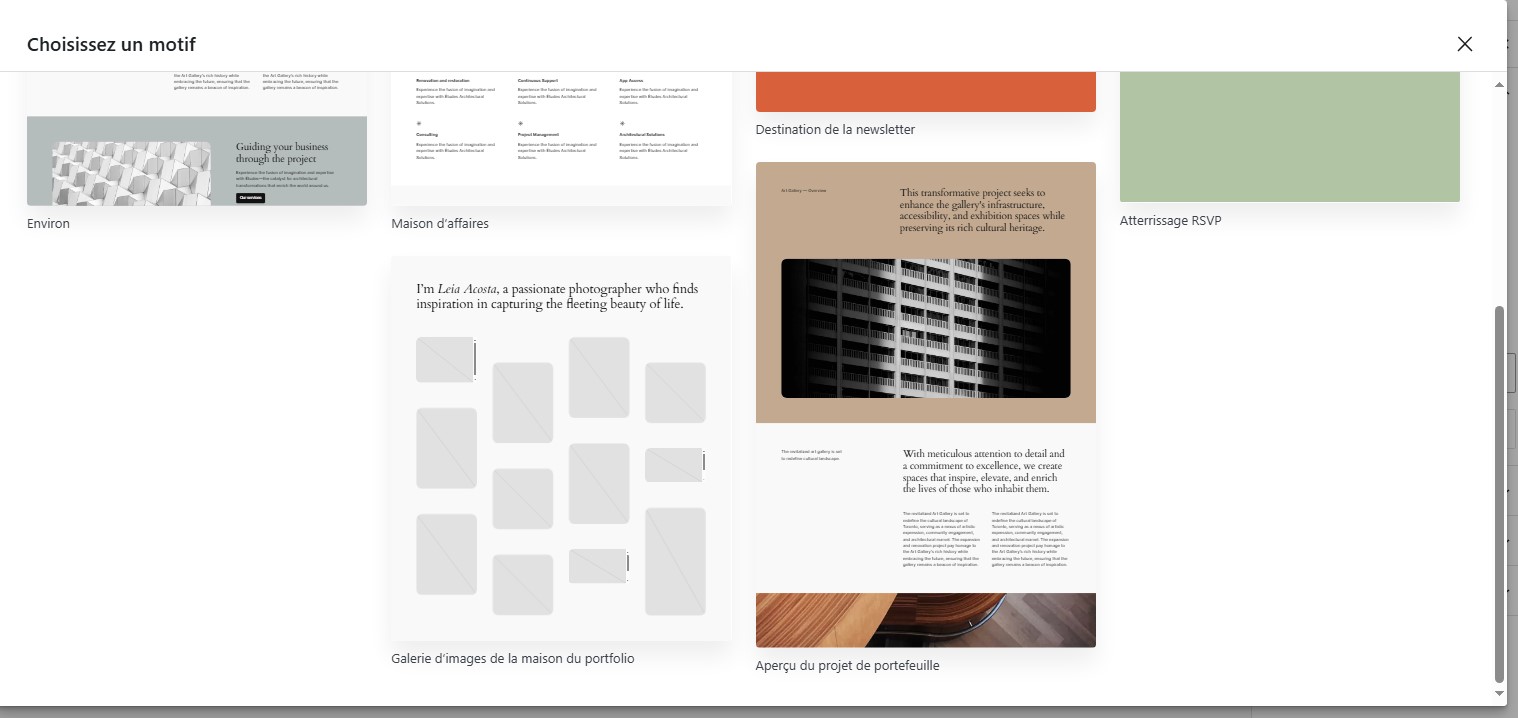 Choisissez un motif
the Art Gallery's rich history while
embracing the future, ensuring that the
gallery remains a beacon of inspiration.
the Art Gallery's rich history while
embracing the future, ensuring that the
gallery remains a beacon of inspiration.
Guiding your business
through the project
Experience the fusion of imagination and expertise
with Études—the catalyst for architectural
transformations that enrich the world around us.
Our services
Environ
Renovation and restoration
Experience the fusion of imagination and
expertise with Études Architectural
Solutions.
Continuous Support
Experience the fusion of imagination and
expertise with Études Architectural
Solutions.
App Access
Experience the fusion of imagination and
expertise with Études Architectural
Solutions.
Consulting
Experience the fusion of imagination and
expertise with Études Architectural
Solutions.
Project Management
Experience the fusion of imagination and
expertise with Études Architectural
Solutions.
Architectural Solutions
Experience the fusion of imagination and
expertise with Études Architectural
Solutions.
Maison d'affaires
I'm Leia Acosta, a passionate photographer who finds
inspiration in capturing the fleeting beauty of life.
Galerie d'images de la maison du portfolio
Destination de la newsletter
Art Gallery — Overview
This transformative project seeks to
enhance the gallery's infrastructure,
accessibility, and exhibition spaces while
preserving its rich cultural heritage.
The revitalized art gallery is set
to redefine cultural landscape.
With meticulous attention to detail and
a commitment to excellence, we create
spaces that inspire, elevate, and enrich
the lives of those who inhabit them.
The revitalized Art Gallery is set to
redefine the cultural landscape of
Toronto, serving as a nexus of artistic
expression, community engagement,
and architectural marvel. The expansion
and renovation project pay homage to
the Art Gallery's rich history while
embracing the future, ensuring that the
gallery remains a beacon of inspiration.
The revitalized Art Gallery is set to
redefine the cultural landscape of
Toronto, serving as a nexus of artistic
expression, community engagement,
and architectural marvel. The expansion
and renovation project pay homage to
the Art Gallery's rich history while
embracing the future, ensuring that the
gallery remains a beacon of inspiration.
Aperçu du projet de portefeuille
Atterrissage RSVP